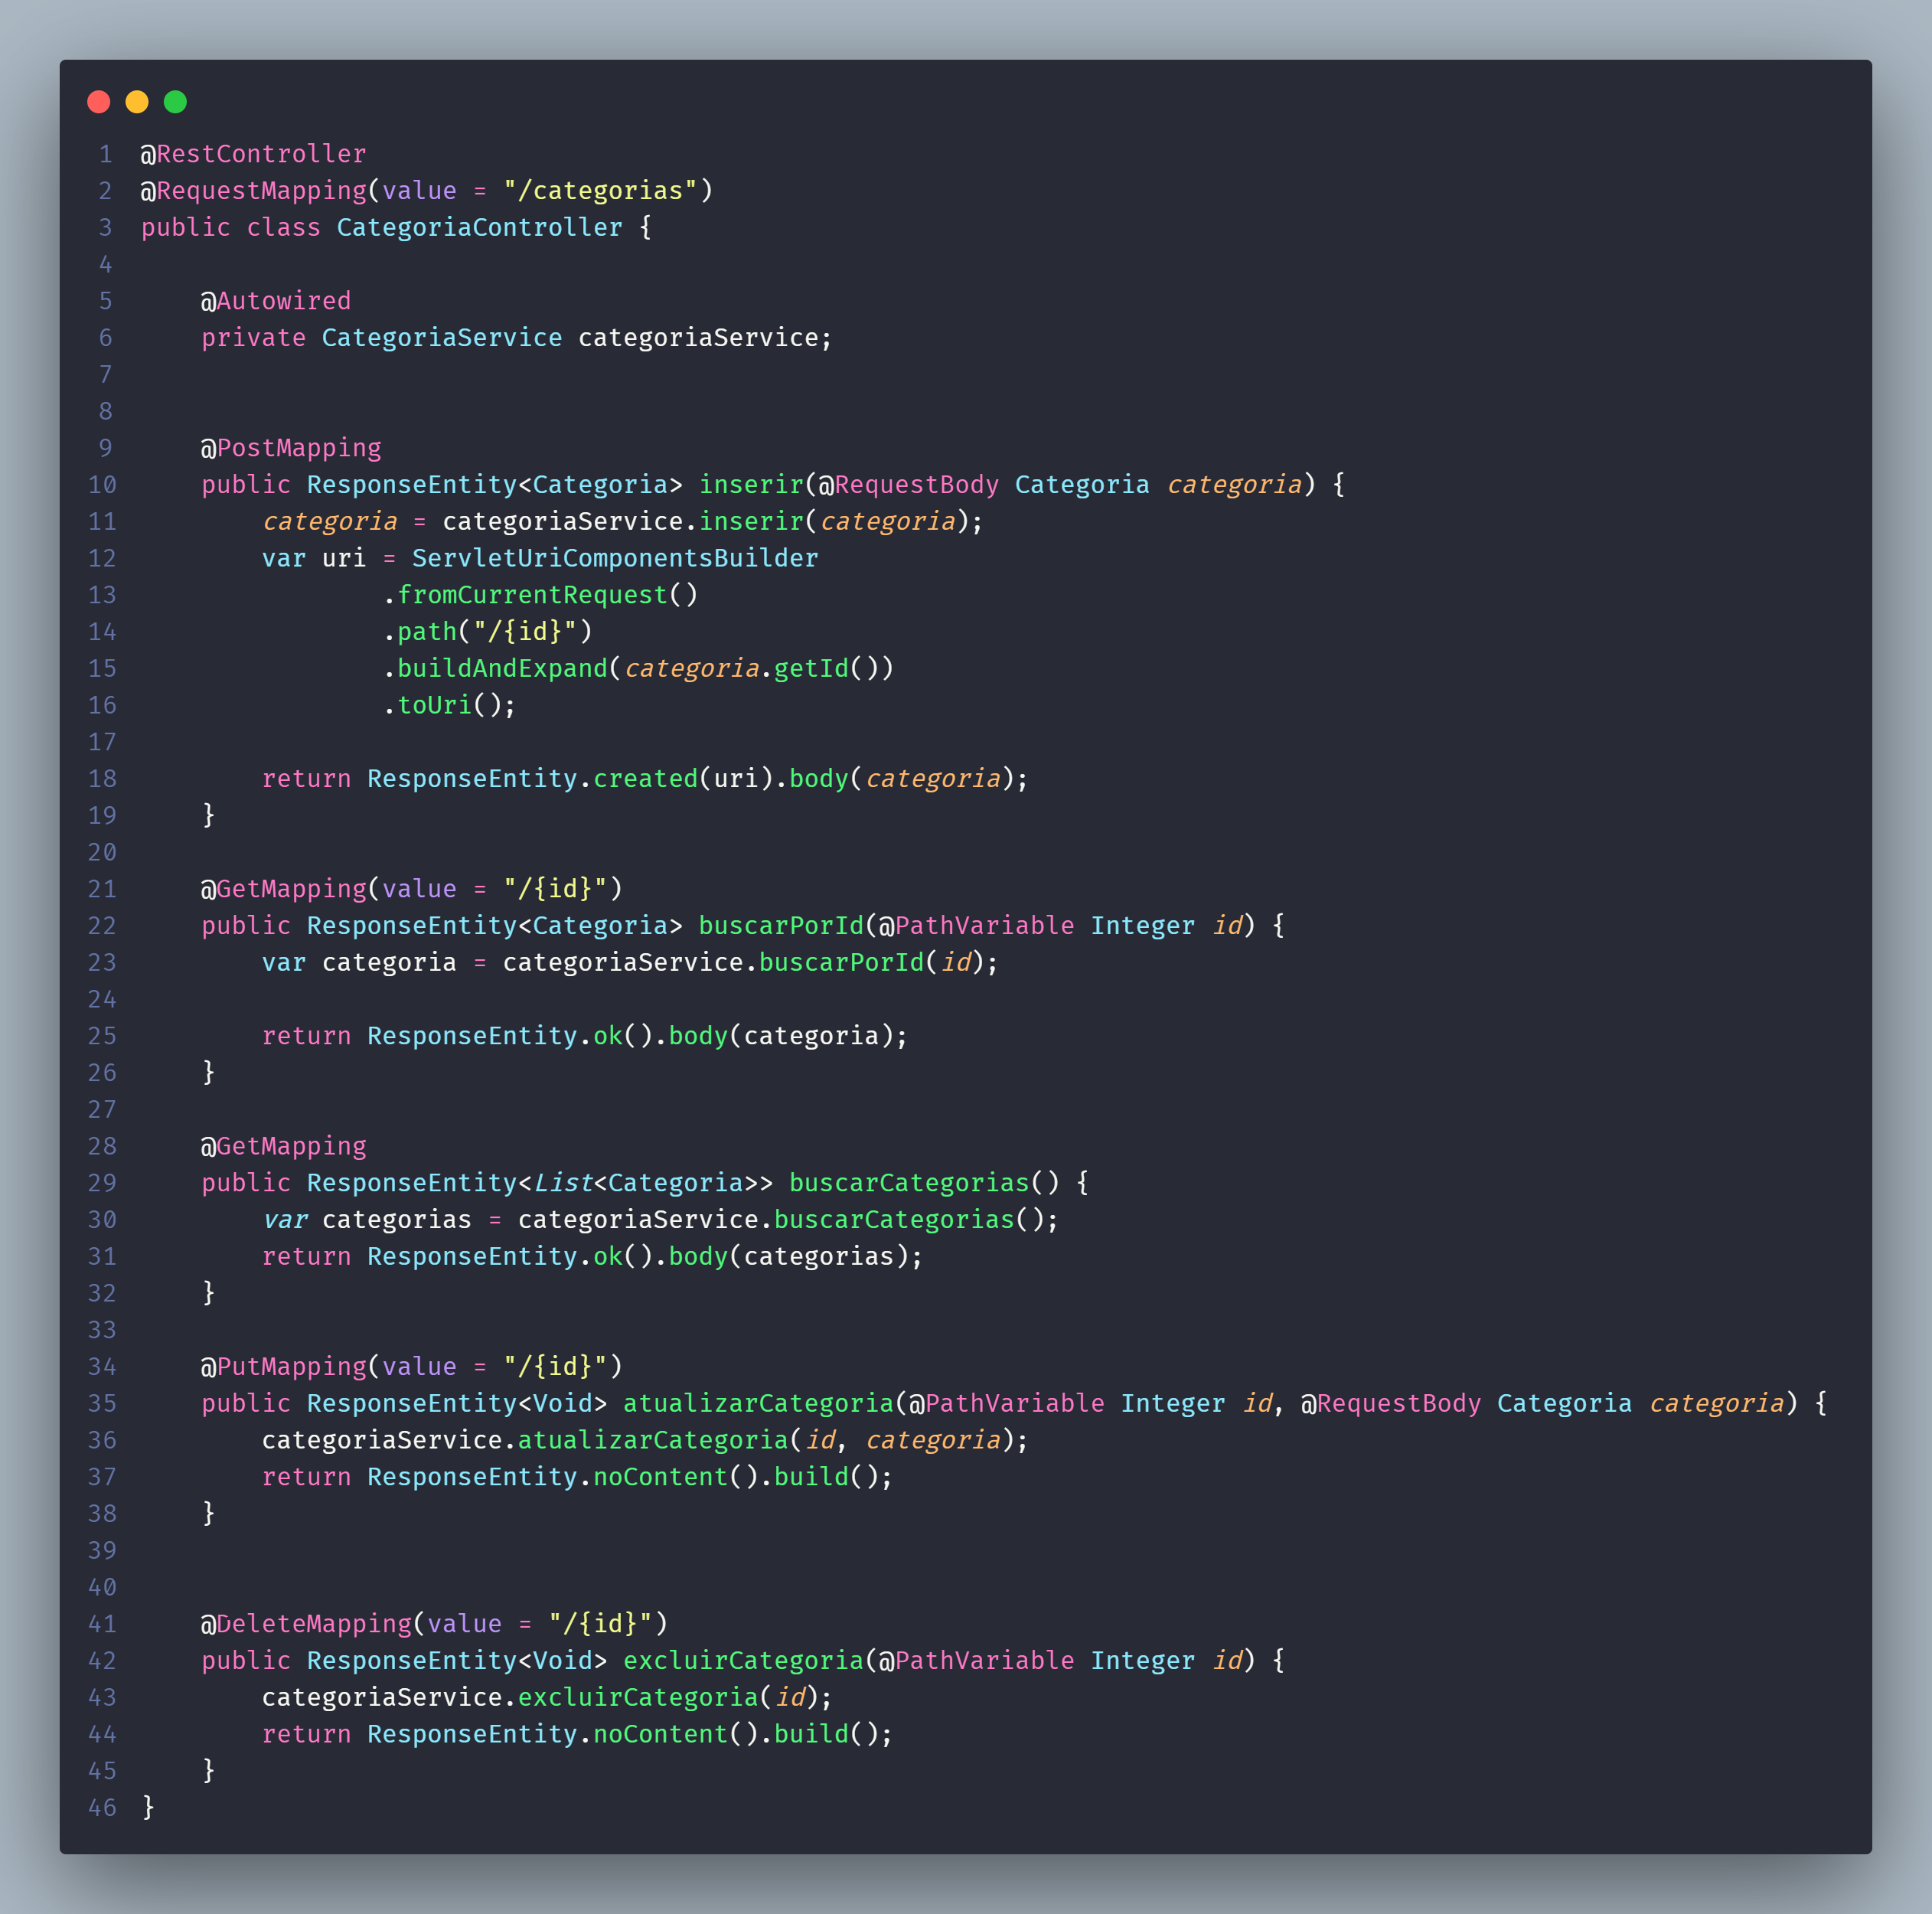 1 @RestController
2 @RequestMapping(value = "/categorias")
3 public class CategoriaController {
4
5     @Autowired
6     private CategoriaService categoriaService;
7
8
9     @PostMapping
10     public ResponseEntity<Categoria> inserir(@RequestBody Categoria categoria) {
11         categoria = categoriaService.inserir(categoria);
12         var uri = ServletUriComponentsBuilder
13                 .fromCurrentRequest()
14                 .path("/{id}")
15                 .buildAndExpand(categoria.getId())
16                 .toUri();
17
18         return ResponseEntity.created(uri).body(categoria);
19     }
20
21     @GetMapping(value = "/{id}")
22     public ResponseEntity<Categoria> buscarPorId(@PathVariable Integer id) {
23         var categoria = categoriaService.buscarPorId(id);
24
25         return ResponseEntity.ok().body(categoria);
26     }
27
28     @GetMapping
29     public ResponseEntity<List<Categoria>> buscarCategorias() {
30         var categorias = categoriaService.buscarCategorias();
31         return ResponseEntity.ok().body(categorias);
32     }
33
34     @PutMapping(value = "/{id}")
35     public ResponseEntity<Void> atualizarCategoria(@PathVariable Integer id, @RequestBody Categoria categoria) {
36         categoriaService.atualizarCategoria(id, categoria);
37         return ResponseEntity.noContent().build();
38     }
39
40
41     @DeleteMapping(value = "/{id}")
42     public ResponseEntity<Void> excluirCategoria(@PathVariable Integer id) {
43         categoriaService.excluirCategoria(id);
44         return ResponseEntity.noContent().build();
45     }
46 }